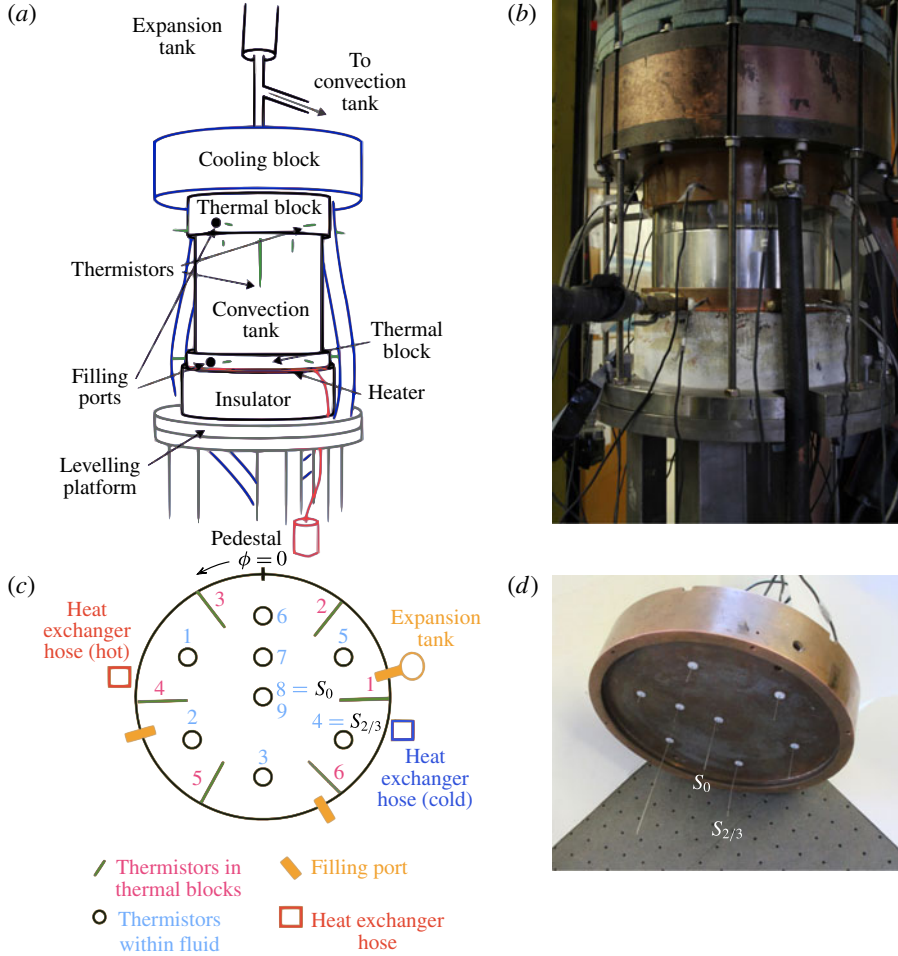 (a)
Expansion
tank
To
convection
tank
Cooling block
Thermal block
Thermistors
Convection
tank
Thermal
block
Filling
ports
Heater
Insulator
Levelling
platform
Pedestal
(b)
(c)
ϕ = 0
Heat
exchanger
hose (hot)
Expansion
tank
3
2
6
1
5
7
4
8 = S0
1
9
2
4 = S2/3
3
5
6
Heat
exchanger
hose (cold)
Thermistors in
thermal blocks
Filling port
Thermistors
within fluid
Heat exchanger
hose
(d)
S0
S2/3